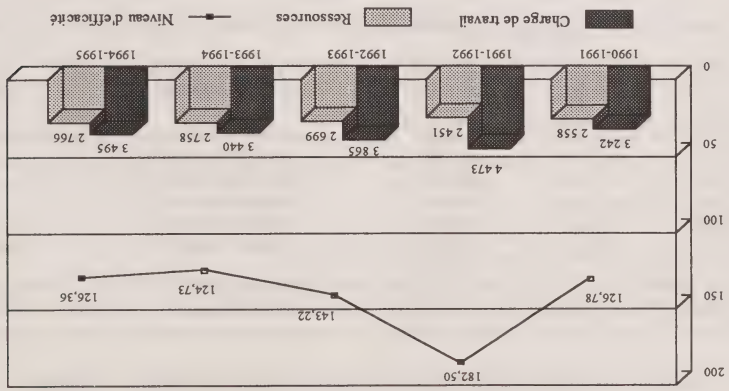 200
182,50
143,22
150 126,78 124,73 126,36
100
4 473
3 865
50 3 242 3 440 3 495
2 558 2 451 2 699 2 758 2 766
0
1990-1991 1991-1992 1992-1993 1993-1994 1994-1995
Charge de travail Ressources Niveau d'efficacité